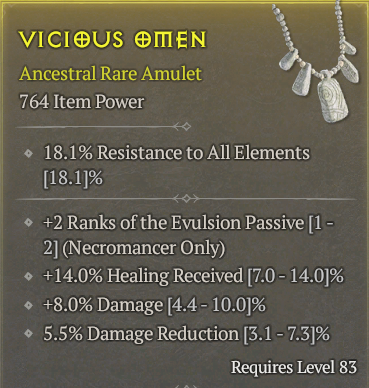 VICIOUS OMEN
Ancestral Rare Amulet
764 Item Power
18.1% Resistance to All Elements
[18.1]%
+2 Ranks of the Evulsion Passive [1 -
2] (Necromancer Only)
+14.0% Healing Received [7.0 - 14.0]%
+8.0% Damage [4.4 - 10.0]%
5.5% Damage Reduction [3.1 - 7.3]%
Requires Level 83